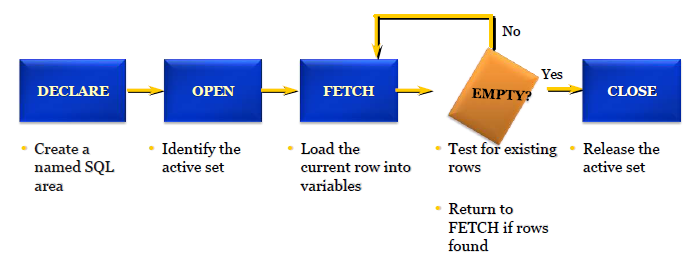 No
Yes
DECLARE
OPEN
FETCH
EMPTY?
CLOSE
Create a
named SQL
area
Identify the
active set
Load the
current row into
variables
Test for existing
rows
Return to
FETCH if rows
found
Release the
active set